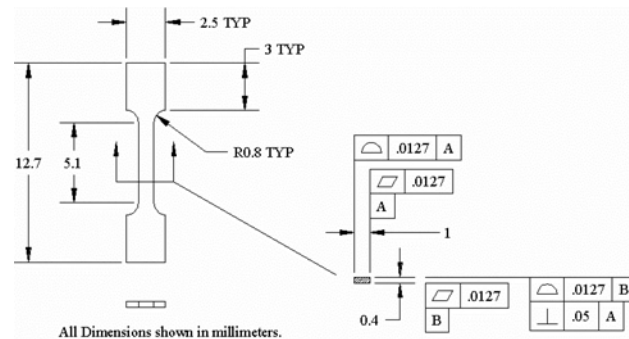 2.5 TYP
3 TYP
12.7
5.1
R0.8 TYP
⌓ .0127 A
⏥ .0127
A
1
0.4
⏥ .0127
B
⌓ .0127 B
⟂ .05 A
All Dimensions shown in millimeters.